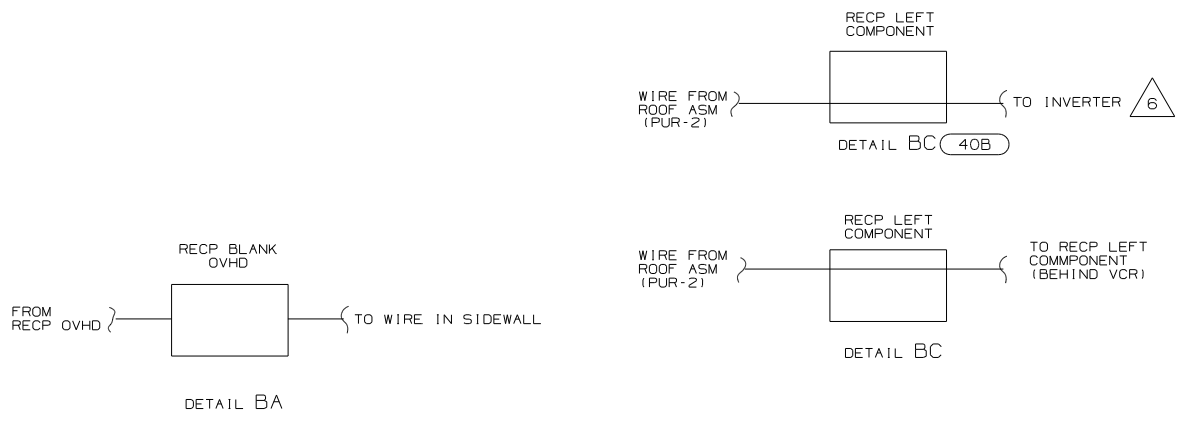 RECP LEFT
COMPONENT
WIRE FROM
ROOF ASM
(PUR-2)
TO INVERTER 6
DETAIL BC 40B
RECP LEFT
COMPONENT
WIRE FROM
ROOF ASM
(PUR-2)
TO RECP LEFT
COMMPONENT
(BEHIND VCR)
DETAIL BC
RECP BLANK
OVHD
FROM
RECP OVHD
TO WIRE IN SIDEWALL
DETAIL BA